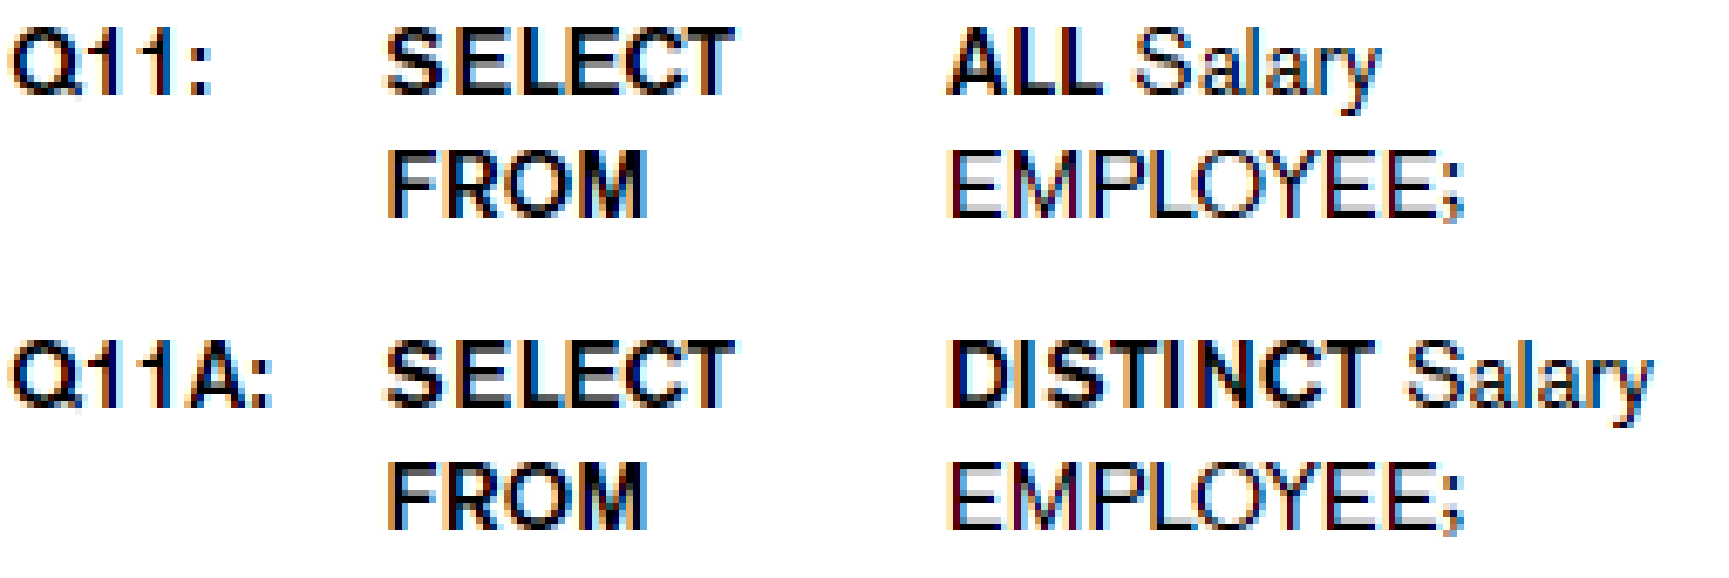 Q11: SELECT ALL Salary
FROM EMPLOYEE;
Q11A: SELECT DISTINCT Salary
FROM EMPLOYEE;